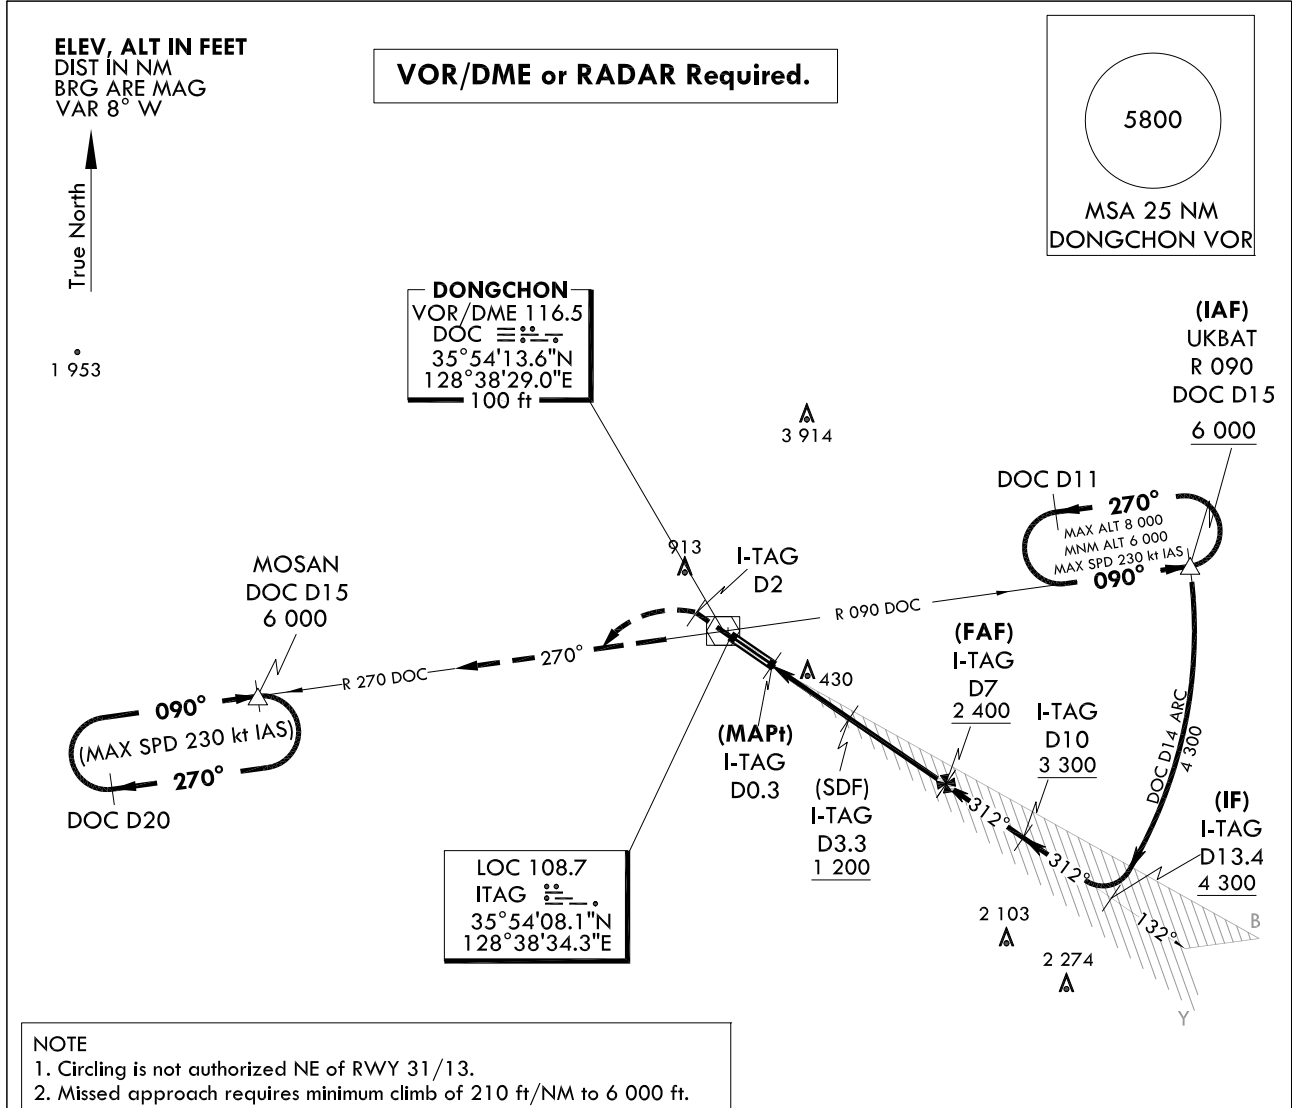 ELEV, ALT IN FEET
DIST IN NM
BRG ARE MAG
VAR 8° W
True North
VOR/DME or RADAR Required.
5800
MSA 25 NM
DONGCHON VOR
DONGCHON
VOR/DME 116.5
DOC
35°54'13.6"N
128°38'29.0"E
100 ft
1 953
3 914
(IAF)
UKBAT
R 090
DOC D15
6 000
DOC D11
270°
MAX ALT 8 000
MNM ALT 6 000
MAX SPD 230 kt IAS
090°
913
I-TAG
D2
MOSAN
DOC D15
6 000
R 090 DOC
270°
R 270 DOC
090°
(MAX SPD 230 kt IAS)
270°
DOC D20
430
(FAF)
I-TAG
D7
2 400
I-TAG
D10
3 300
(MAPt)
I-TAG
D0.3
(SDF)
I-TAG
D3.3
1 200
DOC D14 ARC
4 300
(IF)
I-TAG
D13.4
4 300
312°
312°
132°
B
Y
LOC 108.7
ITAG
35°54'08.1"N
128°38'34.3"E
2 103
2 274
NOTE
1. Circling is not authorized NE of RWY 31/13.
2. Missed approach requires minimum climb of 210 ft/NM to 6 000 ft.